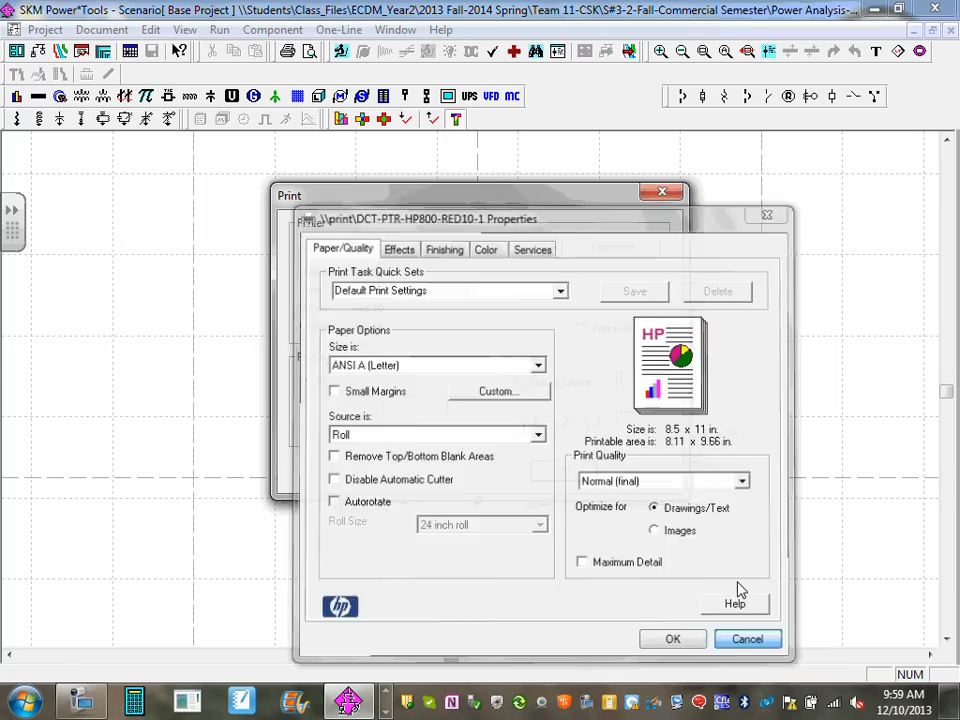 SKM Power*Tools - Scenario[ Base Project ] \\Students\Class_Files\ECDM_Year2\2013 Fall-2014 Spring\Team 11-CSK\S#3-2-Fall-Commercial Semester\Power Analysis-...
Project Document Edit View Run Component One-Line Window Help
UPS VFD MC
Print
\\print\DCT-PTR-HP800-RED10-1 Properties
Paper/Quality Effects Finishing Color Services
Print Task Quick Sets
Default Print Settings Save Delete
Paper Options
Size is:
ANSI A (Letter)
Small Margins Custom...
Source is:
Roll
Remove Top/Bottom Blank Areas
Disable Automatic Cutter
Autorotate
Roll Size 24 inch roll
HP
Size is: 8.5 x 11 in.
Printable area is: 8.11 x 9.66 in.
Print Quality
Normal (final)
Optimize for Drawings/Text
Images
Maximum Detail
Help
hp
OK Cancel
NUM
9:59 AM
12/10/2013